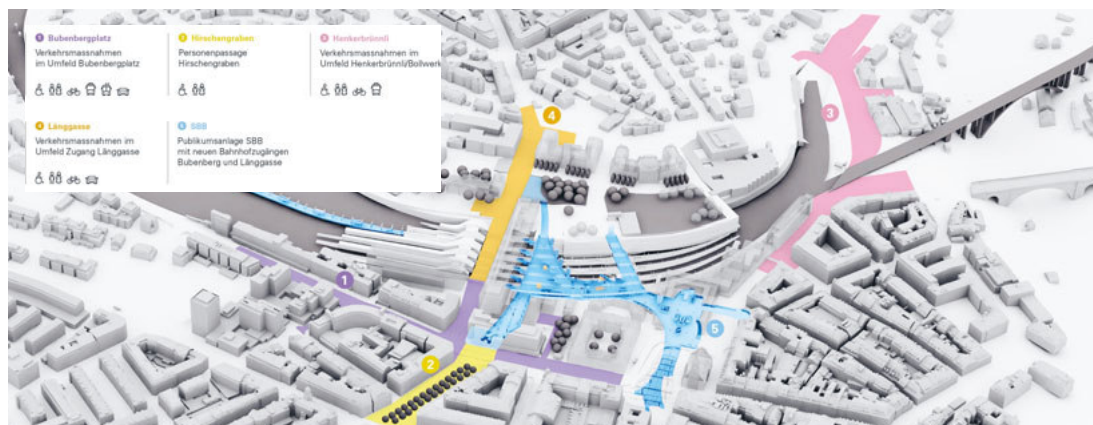 1 Bubenbergplatz
Verkehrsmassnahmen
im Umfeld Bubenbergplatz
2 Hirschengraben
Personenpassage
Hirschengraben
3 Henkerbrünnli
Verkehrsmassnahmen im
Umfeld Henkerbrünnli/Bollwerk
4 Länggasse
Verkehrsmassnahmen im
Umfeld Zugang Länggasse
5 SBB
Publikumsanlage SBB
mit neuen Bahnhofzugängen
Bubenberg und Länggasse
4
3
1
5
2